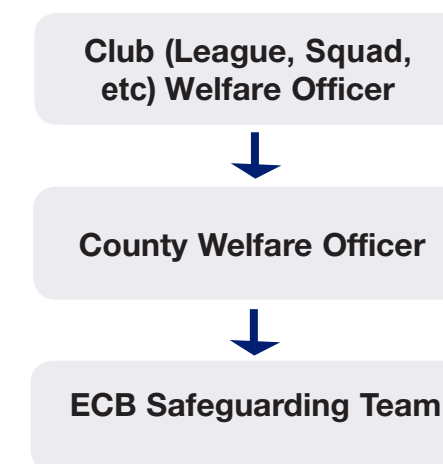 Club (League, Squad,
etc) Welfare Officer
County Welfare Officer
ECB Safeguarding Team